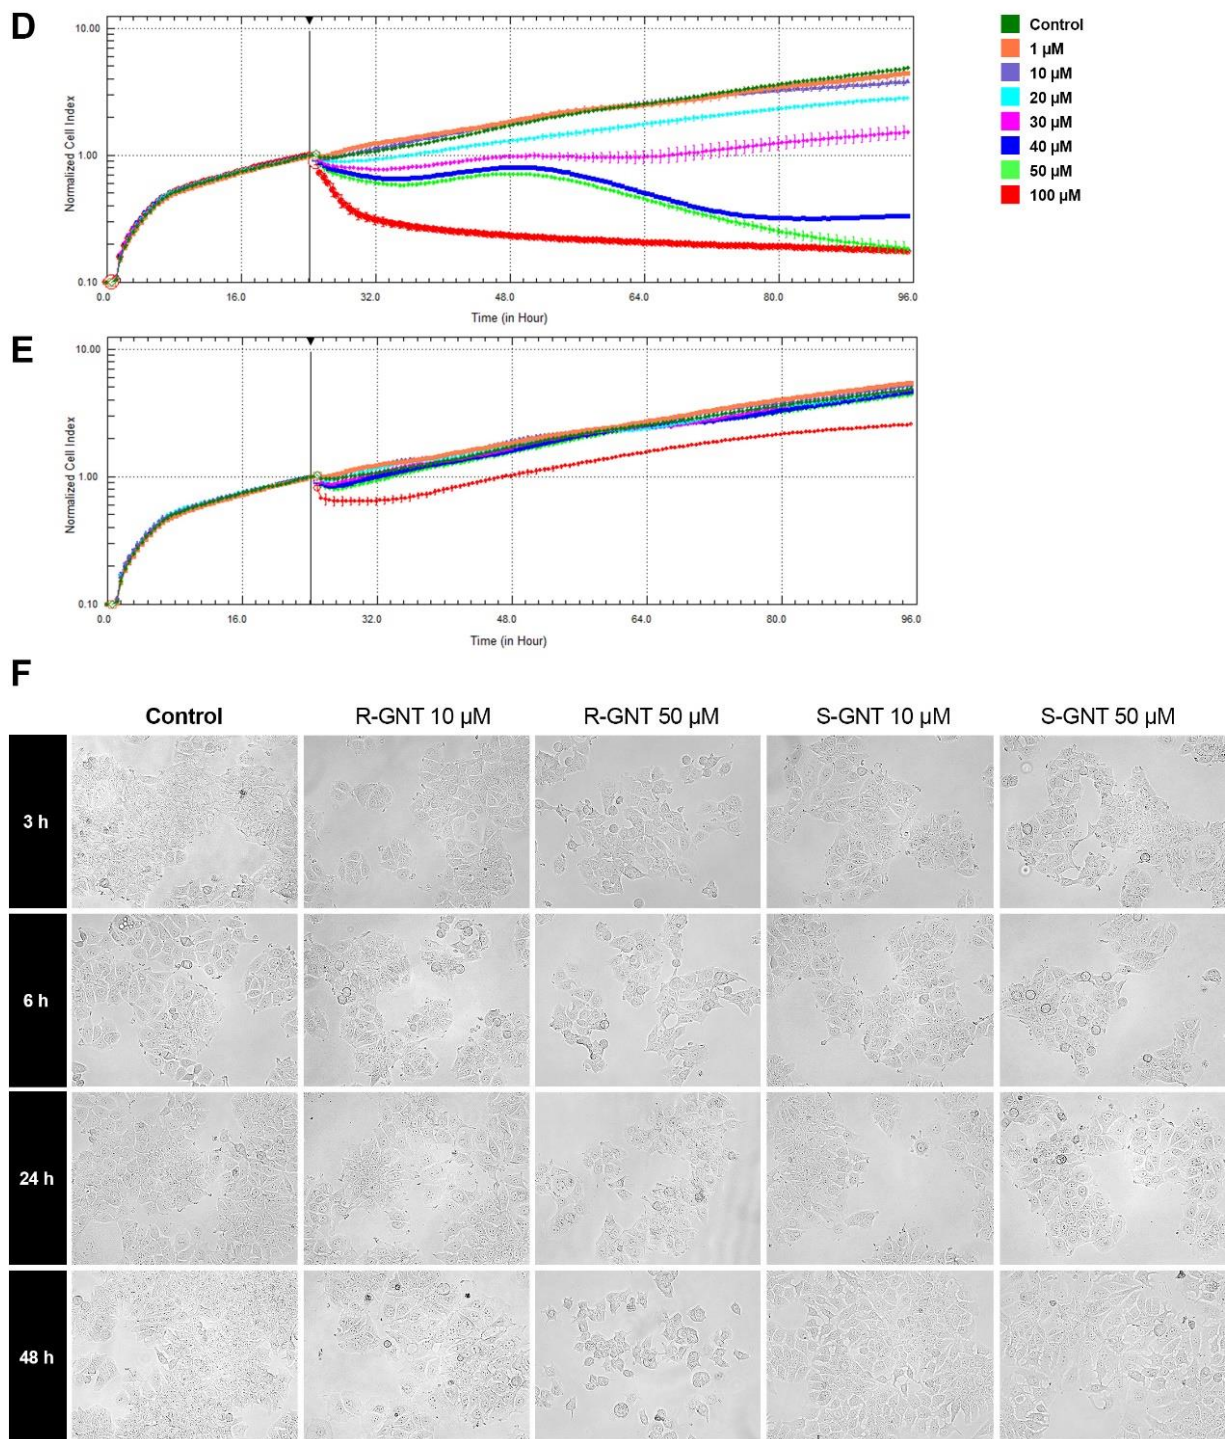 D
10.00
1.00
0.10
Normalized Cell Index
0.0 16.0 32.0 48.0 64.0 80.0 96.0
Time (in Hour)
Control
1 µM
10 µM
20 µM
30 µM
40 µM
50 µM
100 µM
E
10.00
1.00
0.10
Normalized Cell Index
0.0 16.0 32.0 48.0 64.0 80.0 96.0
Time (in Hour)
F
Control R-GNT 10 µM R-GNT 50 µM S-GNT 10 µM S-GNT 50 µM
3 h
6 h
24 h
48 h